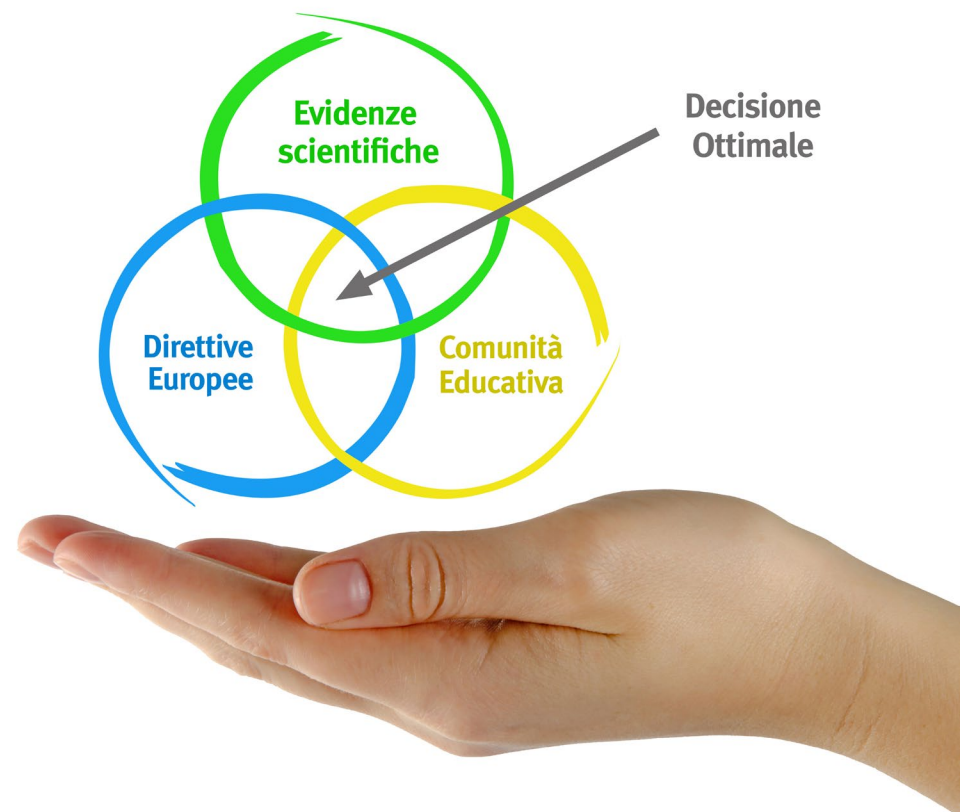 Evidenze
scientifiche
Decisione
Ottimale
Direttive
Europee
Comunità
Educativa